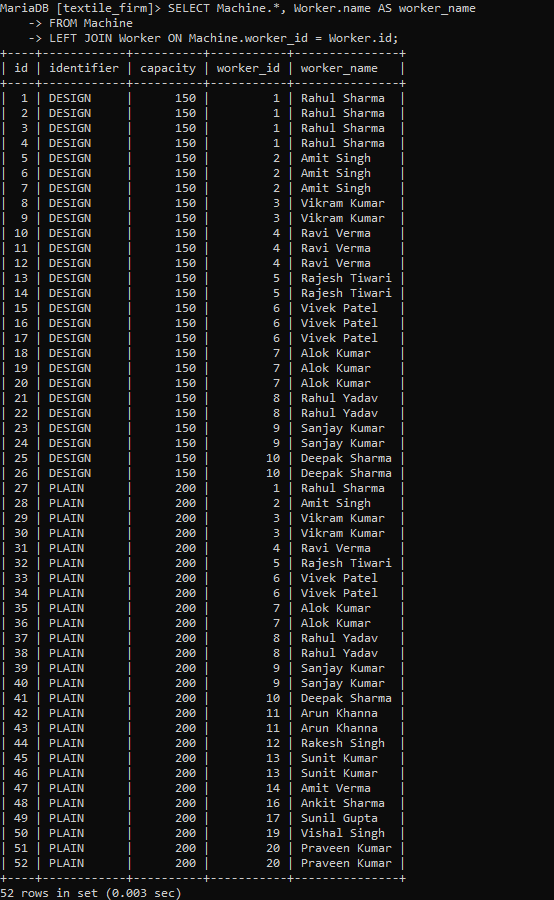 MariaDB [textile_firm]> SELECT Machine.*, Worker.name AS worker_name
    -> FROM Machine
    -> LEFT JOIN Worker ON Machine.worker_id = Worker.id;
+----+------------+----------+-----------+---------------+
| id | identifier | capacity | worker_id | worker_name   |
+----+------------+----------+-----------+---------------+
|  1 | DESIGN     |      150 |         1 | Rahul Sharma  |
|  2 | DESIGN     |      150 |         1 | Rahul Sharma  |
|  3 | DESIGN     |      150 |         1 | Rahul Sharma  |
|  4 | DESIGN     |      150 |         1 | Rahul Sharma  |
|  5 | DESIGN     |      150 |         2 | Amit Singh    |
|  6 | DESIGN     |      150 |         2 | Amit Singh    |
|  7 | DESIGN     |      150 |         2 | Amit Singh    |
|  8 | DESIGN     |      150 |         3 | Vikram Kumar  |
|  9 | DESIGN     |      150 |         3 | Vikram Kumar  |
| 10 | DESIGN     |      150 |         4 | Ravi Verma    |
| 11 | DESIGN     |      150 |         4 | Ravi Verma    |
| 12 | DESIGN     |      150 |         4 | Ravi Verma    |
| 13 | DESIGN     |      150 |         5 | Rajesh Tiwari |
| 14 | DESIGN     |      150 |         5 | Rajesh Tiwari |
| 15 | DESIGN     |      150 |         6 | Vivek Patel   |
| 16 | DESIGN     |      150 |         6 | Vivek Patel   |
| 17 | DESIGN     |      150 |         6 | Vivek Patel   |
| 18 | DESIGN     |      150 |         7 | Alok Kumar    |
| 19 | DESIGN     |      150 |         7 | Alok Kumar    |
| 20 | DESIGN     |      150 |         7 | Alok Kumar    |
| 21 | DESIGN     |      150 |         8 | Rahul Yadav   |
| 22 | DESIGN     |      150 |         8 | Rahul Yadav   |
| 23 | DESIGN     |      150 |         9 | Sanjay Kumar  |
| 24 | DESIGN     |      150 |         9 | Sanjay Kumar  |
| 25 | DESIGN     |      150 |        10 | Deepak Sharma |
| 26 | DESIGN     |      150 |        10 | Deepak Sharma |
| 27 | PLAIN      |      200 |         1 | Rahul Sharma  |
| 28 | PLAIN      |      200 |         2 | Amit Singh    |
| 29 | PLAIN      |      200 |         3 | Vikram Kumar  |
| 30 | PLAIN      |      200 |         3 | Vikram Kumar  |
| 31 | PLAIN      |      200 |         4 | Ravi Verma    |
| 32 | PLAIN      |      200 |         5 | Rajesh Tiwari |
| 33 | PLAIN      |      200 |         6 | Vivek Patel   |
| 34 | PLAIN      |      200 |         6 | Vivek Patel   |
| 35 | PLAIN      |      200 |         7 | Alok Kumar    |
| 36 | PLAIN      |      200 |         7 | Alok Kumar    |
| 37 | PLAIN      |      200 |         8 | Rahul Yadav   |
| 38 | PLAIN      |      200 |         8 | Rahul Yadav   |
| 39 | PLAIN      |      200 |         9 | Sanjay Kumar  |
| 40 | PLAIN      |      200 |         9 | Sanjay Kumar  |
| 41 | PLAIN      |      200 |        10 | Deepak Sharma |
| 42 | PLAIN      |      200 |        11 | Arun Khanna   |
| 43 | PLAIN      |      200 |        11 | Arun Khanna   |
| 44 | PLAIN      |      200 |        12 | Rakesh Singh  |
| 45 | PLAIN      |      200 |        13 | Sunit Kumar   |
| 46 | PLAIN      |      200 |        13 | Sunit Kumar   |
| 47 | PLAIN      |      200 |        14 | Amit Verma    |
| 48 | PLAIN      |      200 |        16 | Ankit Sharma  |
| 49 | PLAIN      |      200 |        17 | Sunil Gupta   |
| 50 | PLAIN      |      200 |        19 | Vishal Singh  |
| 51 | PLAIN      |      200 |        20 | Praveen Kumar |
| 52 | PLAIN      |      200 |        20 | Praveen Kumar |
+----+------------+----------+-----------+---------------+
52 rows in set (0.003 sec)